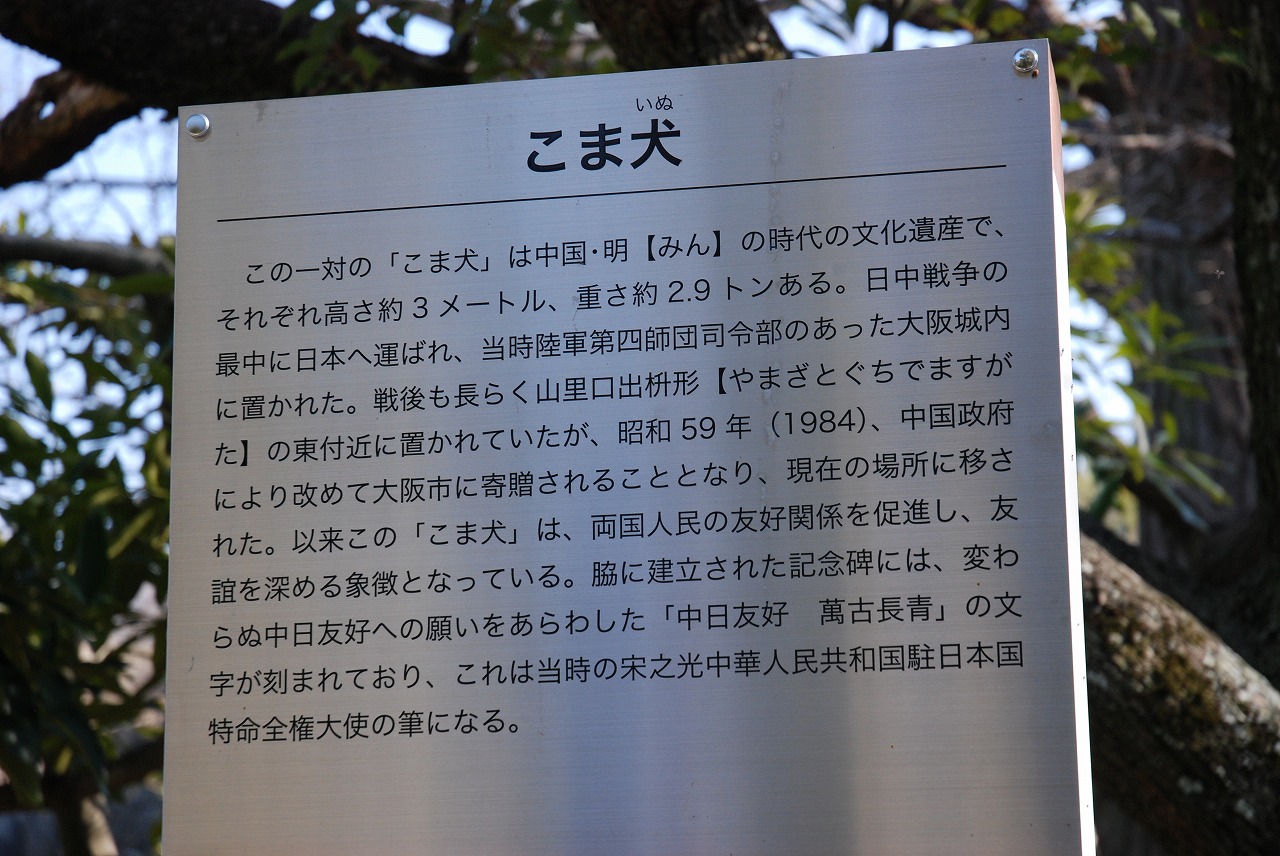 いぬ
こま犬
この一対の「こま犬」は中国・明【みん】の時代の文化遺産で、
それぞれ高さ約3メートル、重さ約2.9トンある。日中戦争の
最中に日本へ運ばれ、当時陸軍第四師団司令部のあった大阪城内
に置かれた。戦後も長らく山里口出枡形【やまざとぐちでますが
た】の東付近に置かれていたが、昭和59年（1984）、中国政府
により改めて大阪市に寄贈されることとなり、現在の場所に移さ
れた。以来この「こま犬」は、両国人民の友好関係を促進し、友
誼を深める象徴となっている。脇に建立された記念碑には、変わ
らぬ中日友好への願いをあらわした「中日友好　萬古長青」の文
字が刻まれており、これは当時の宋之光中華人民共和国駐日本国
特命全権大使の筆になる。